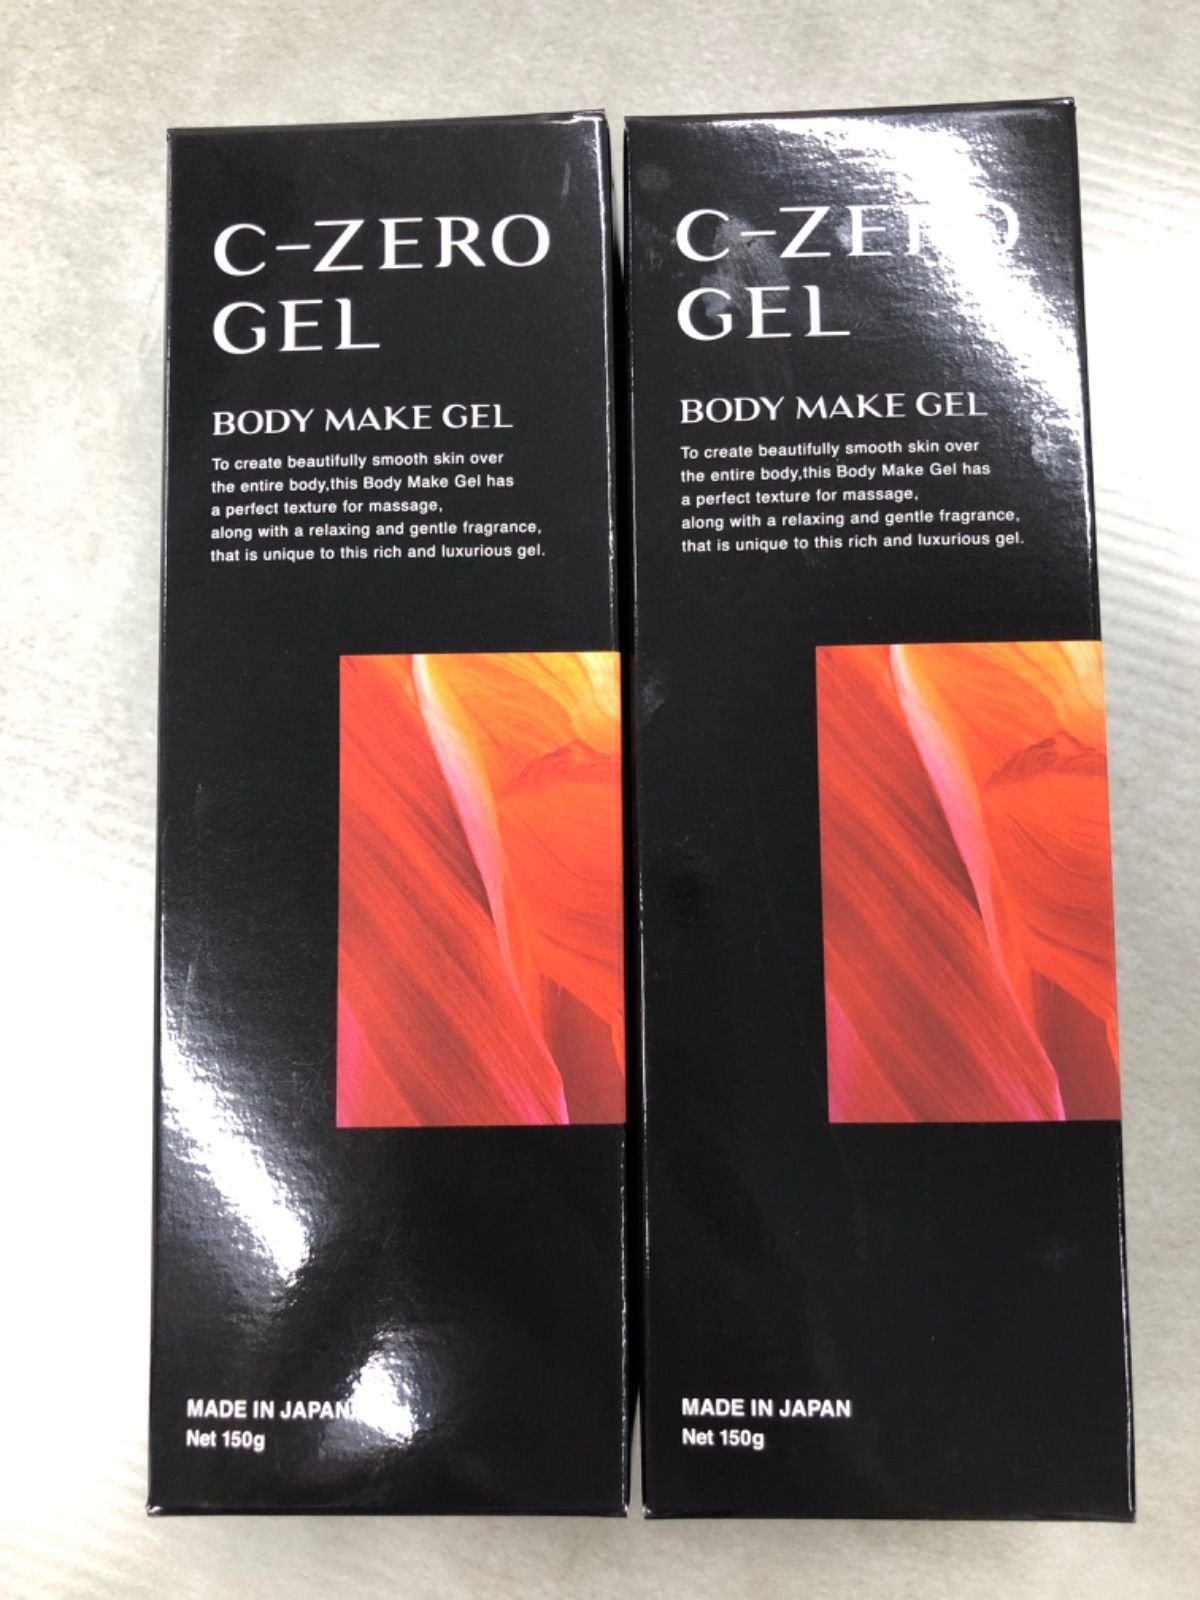 C-ZERO
GEL
BODY MAKE GEL
To create beautifully smooth skin over
the entire body,this Body Make Gel has
a perfect texture for massage,
along with a relaxing and gentle fragrance,
that is unique to this rich and luxurious gel.
MADE IN JAPAN
Net 150g
C-ZERO
GEL
BODY MAKE GEL
To create beautifully smooth skin over
the entire body,this Body Make Gel has
a perfect texture for massage,
along with a relaxing and gentle fragrance,
that is unique to this rich and luxurious gel.
MADE IN JAPAN
Net 150g